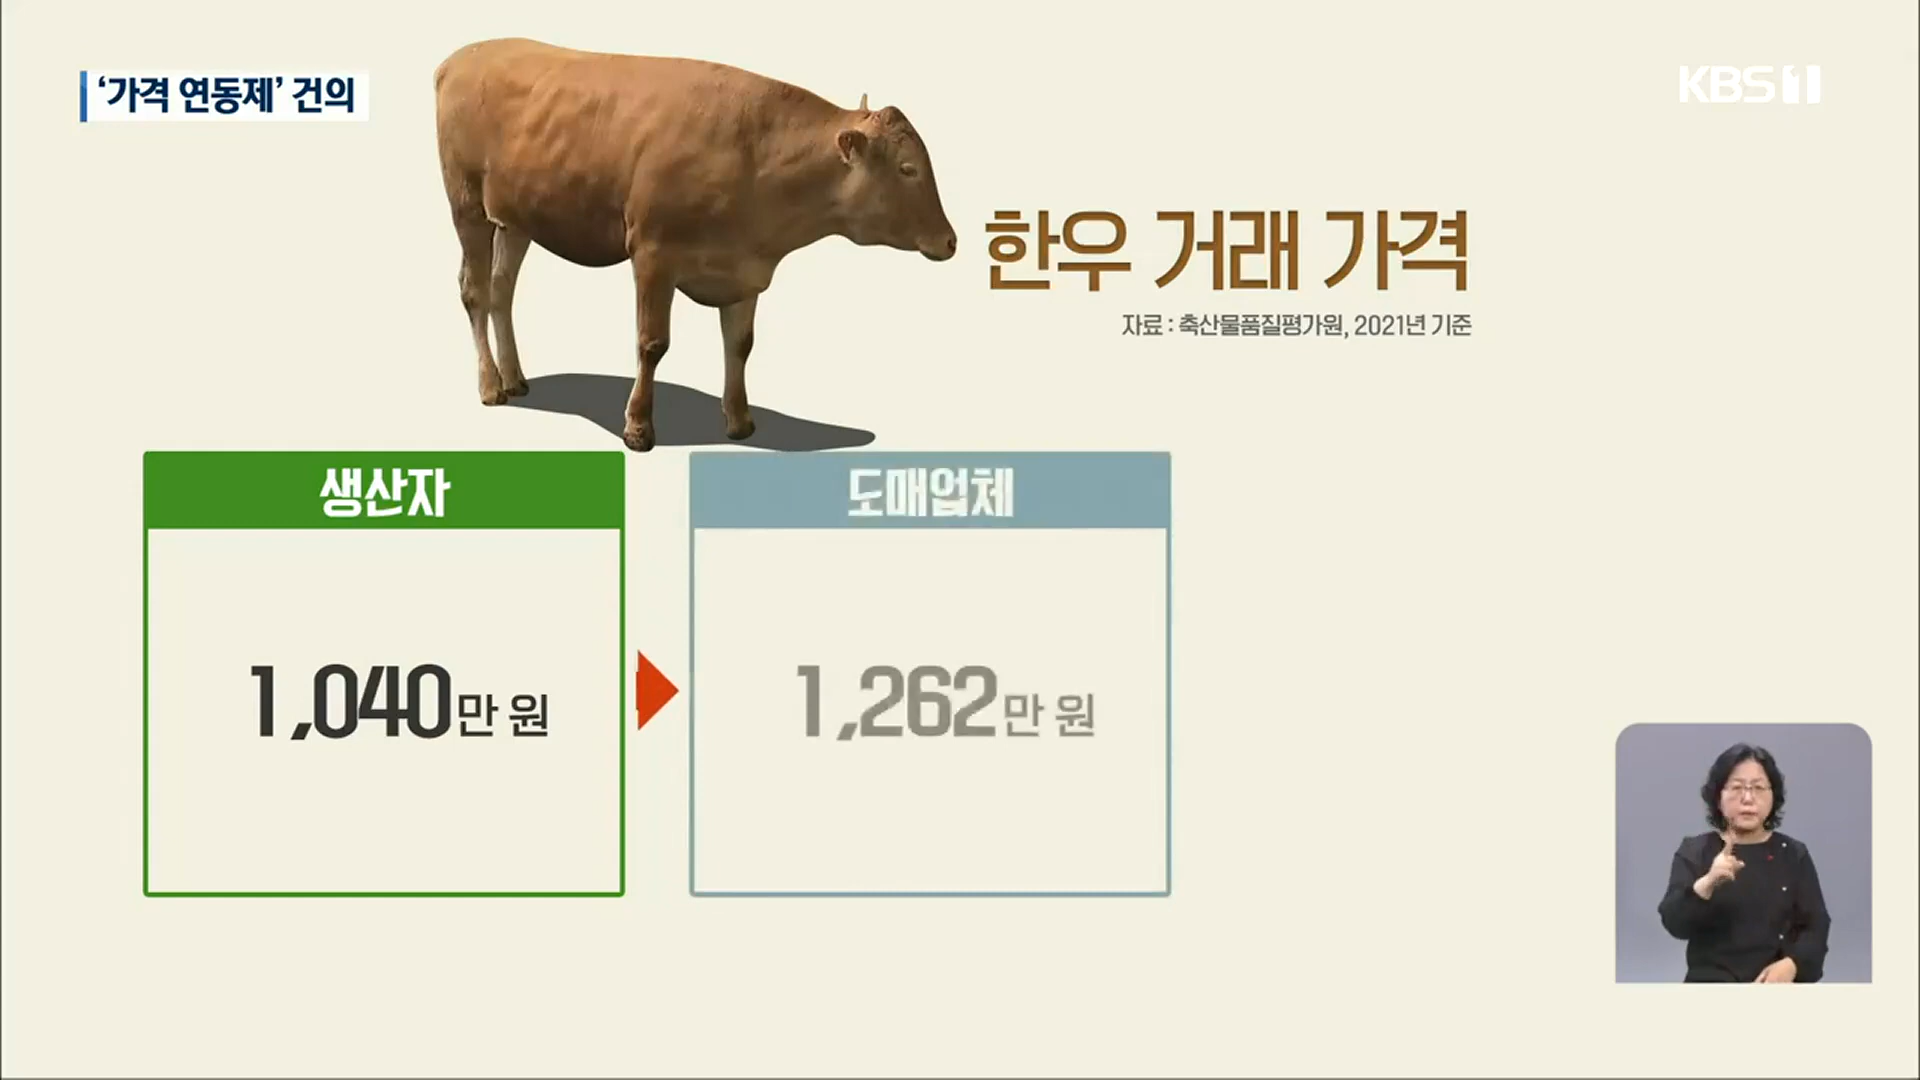 ‘가격 연동제’ 건의
KBS 1
한우 거래 가격
자료 : 축산물품질평가원, 2021년 기준
생산자
1,040만 원
도매업체
1,262만 원